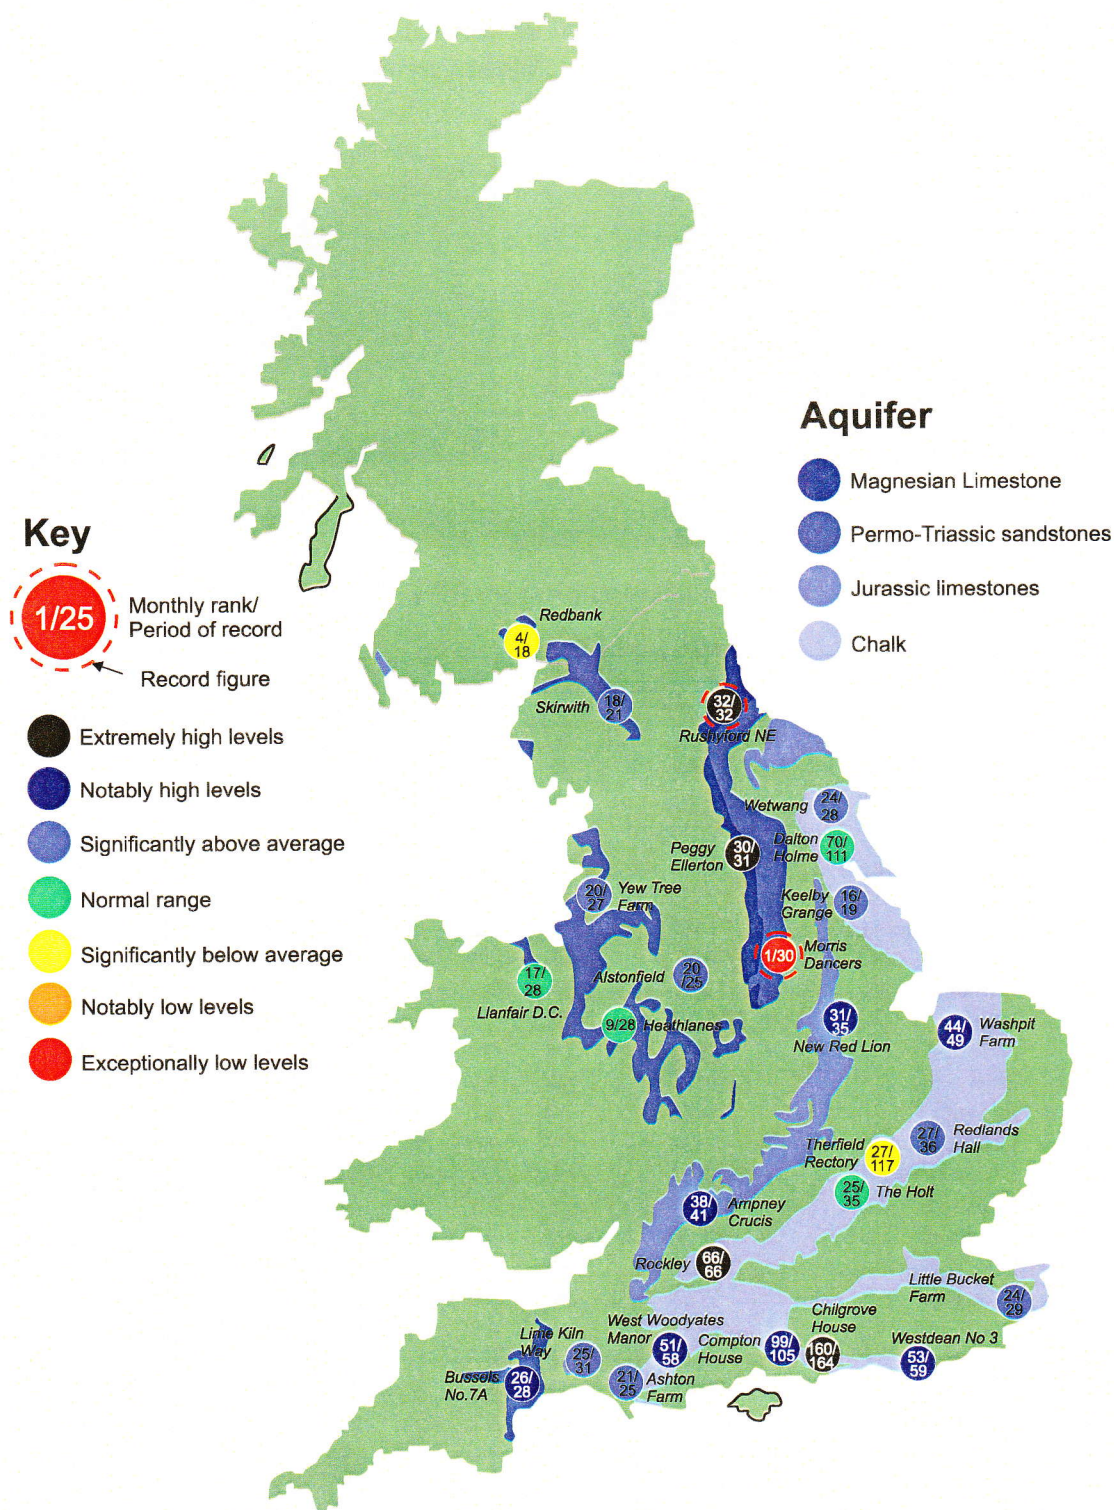 Aquifer
Magnesian Limestone
Permo-Triassic sandstones
Jurassic limestones
Chalk
Key
1/25
Monthly rank/
Period of record
Record figure
Extremely high levels
Notably high levels
Significantly above average
Normal range
Significantly below average
Notably low levels
Exceptionally low levels
Redbank
4/
18
Skirwith
18/
21
32/
32
Rushyford NE
Wetwang
24/
28
Peggy
Ellerton
30/
31
Dalton
Holme
70/
111
Yew Tree
Farm
20/
27
Keelby
Grange
16/
19
1/30
Morris
Dancers
Alstonfield
20
/25
17/
28
Llanfair D.C.
9/28
Heathlanes
31/
35
New Red Lion
44/
49
Washpit
Farm
27/
36
Redlands
Hall
Therfield
Rectory
27/
117
25/
35
The Holt
38/
41
Ampney
Crucis
Rockley
66/
66
Little Bucket
Farm
24/
29
West Woodyates
Manor
51/
58
Compton
House
99/
105
Chilgrove
House
160/
164
Westdean No 3
53/
59
Lime Kiln
Way
25/
31
Bussels
No.7A
26/
28
21/
25
Ashton
Farm